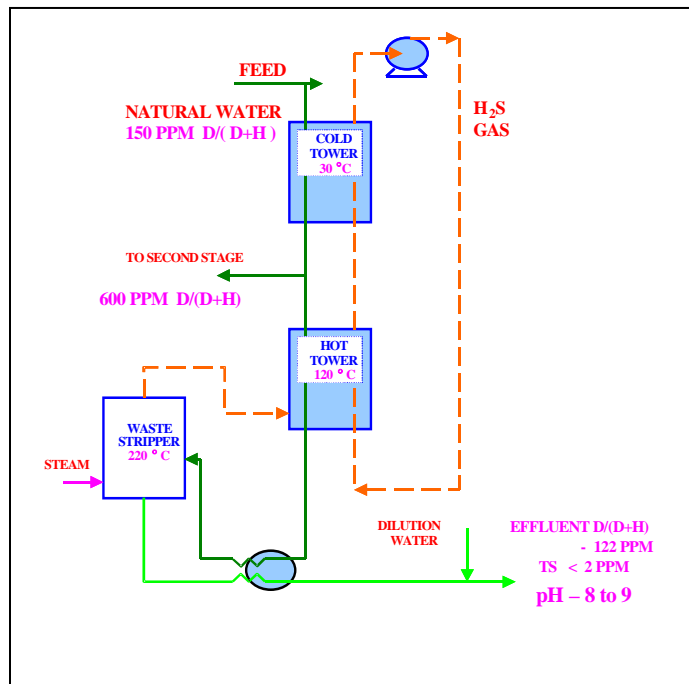 FEED
NATURAL WATER
150 PPM D/( D+H )
H₂S
GAS
COLD
TOWER
30 °C
TO SECOND STAGE
600 PPM D/(D+H)
HOT
TOWER
120 ° C
WASTE
STRIPPER
220 ° C
STEAM
DILUTION
WATER
EFFLUENT D/(D+H)
- 122 PPM
TS < 2 PPM
pH – 8 to 9